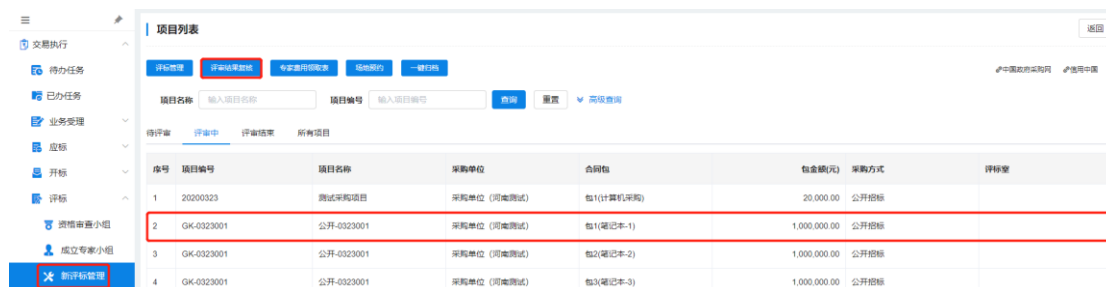 项目列表
返回
交易执行
待办任务
已办任务
业务受理
应标
开标
评标
资格审查小组
成立专家小组
新评标管理
评标管理 评审结果复核 专家费用领取表 场地预约 一键归档
中国政府采购网 信用中国
项目名称 输入项目名称 项目编号 输入项目编号 查询 重置 高级查询
待评审 评审中 评审结束 所有项目
序号 项目编号 项目名称 采购单位 合同包 包金额(元) 采购方式 评标室
1 20200323 测试采购项目 采购单位（河南测试） 包1(计算机采购) 20,000.00 公开招标
2 GK-0323001 公开-0323001 采购单位（河南测试） 包1(笔记本-1) 1,000,000.00 公开招标
3 GK-0323001 公开-0323001 采购单位（河南测试） 包2(笔记本-2) 1,000,000.00 公开招标
4 GK-0323001 公开-0323001 采购单位（河南测试） 包3(笔记本-3) 1,000,000.00 公开招标